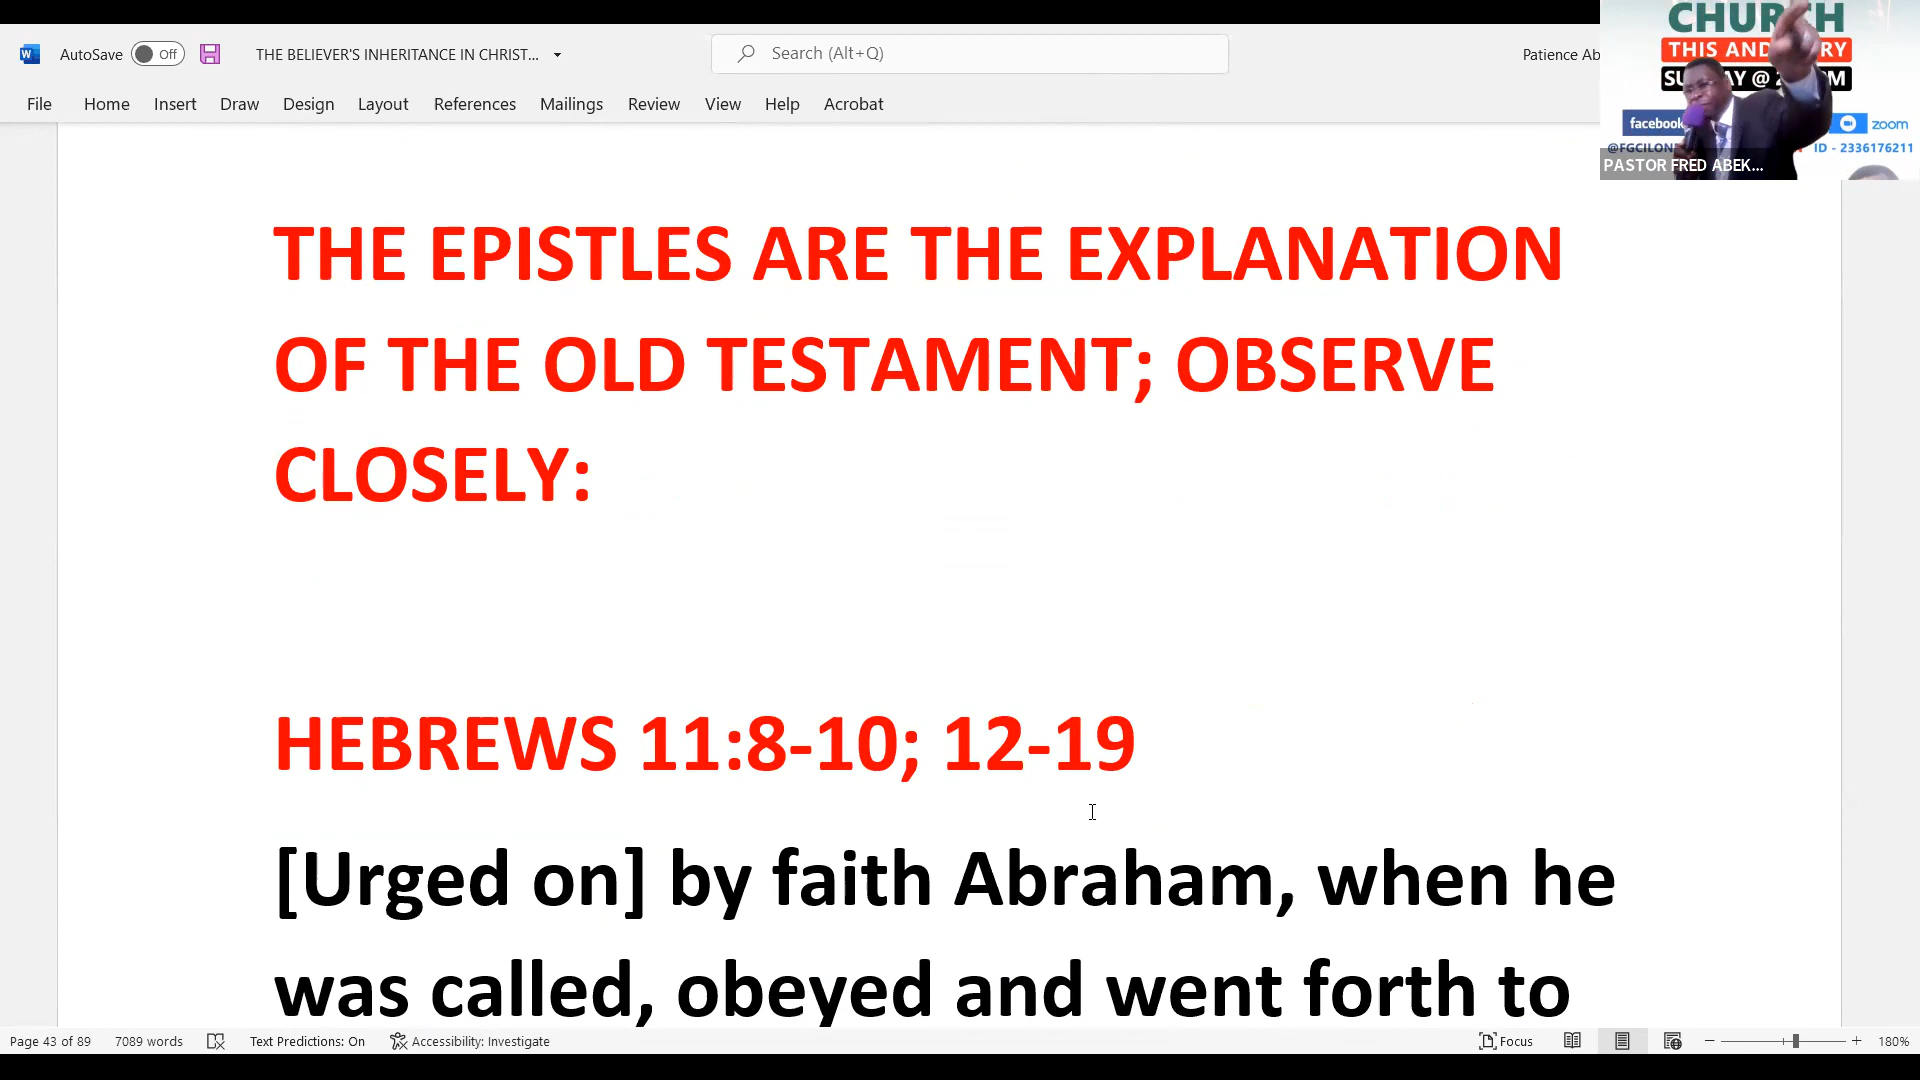 AutoSave Off THE BELIEVER'S INHERITANCE IN CHRIST... Search (Alt+Q) Patience Ab
File Home Insert Draw Design Layout References Mailings Review View Help Acrobat
CHURCH
THIS AND
SU @ 2 M
facebook zoom
ID - 2336176211
PASTOR FRED ABEK...
THE EPISTLES ARE THE EXPLANATION
OF THE OLD TESTAMENT; OBSERVE
CLOSELY:
HEBREWS 11:8-10; 12-19
[Urged on] by faith Abraham, when he
was called, obeyed and went forth to
Page 43 of 89 7089 words Text Predictions: On Accessibility: Investigate Focus 180%